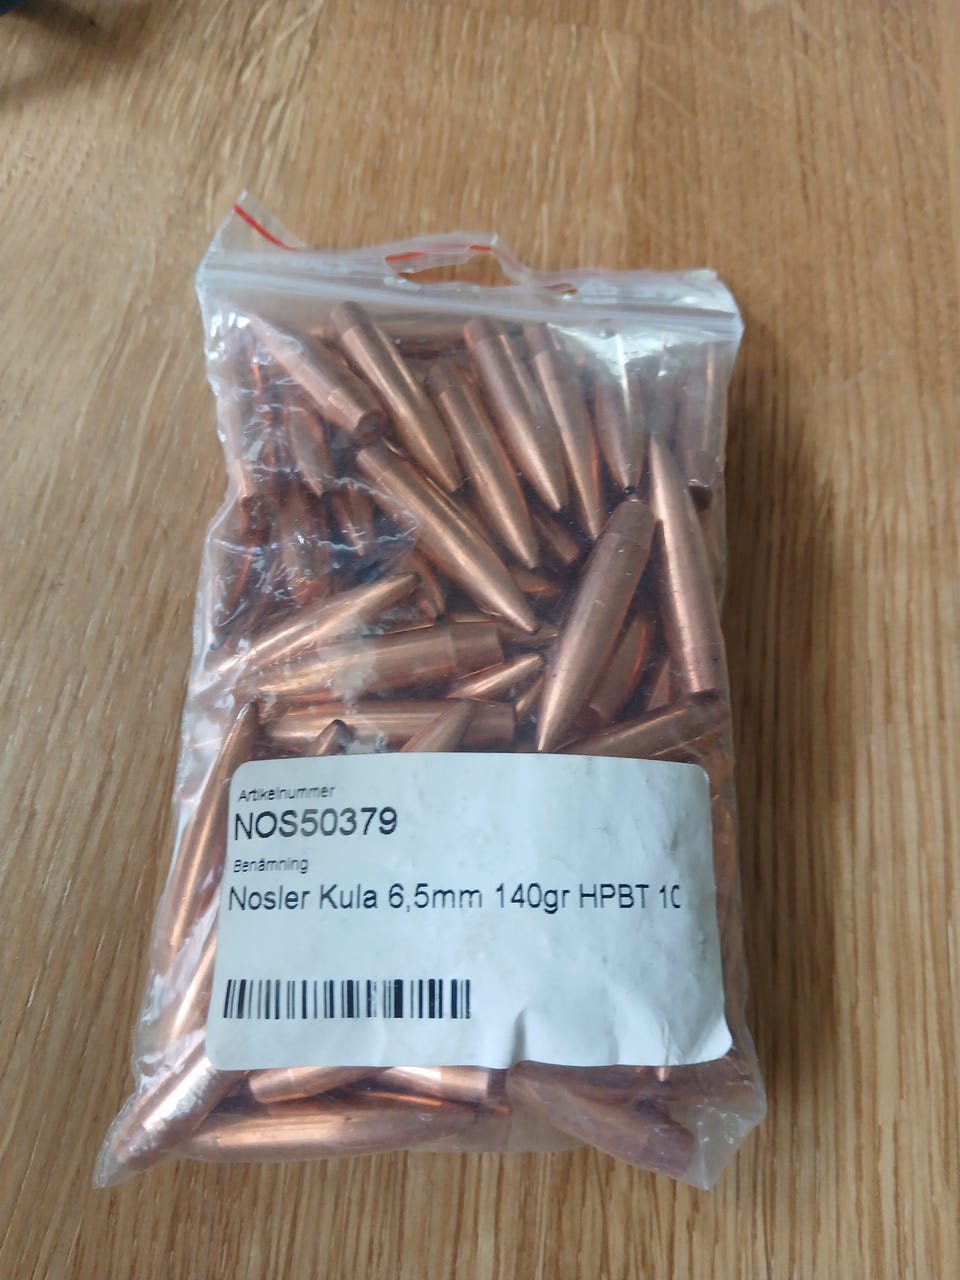 Artikelnummer
NOS50379
Benämning
Nosler Kula 6,5mm 140gr HPBT 10